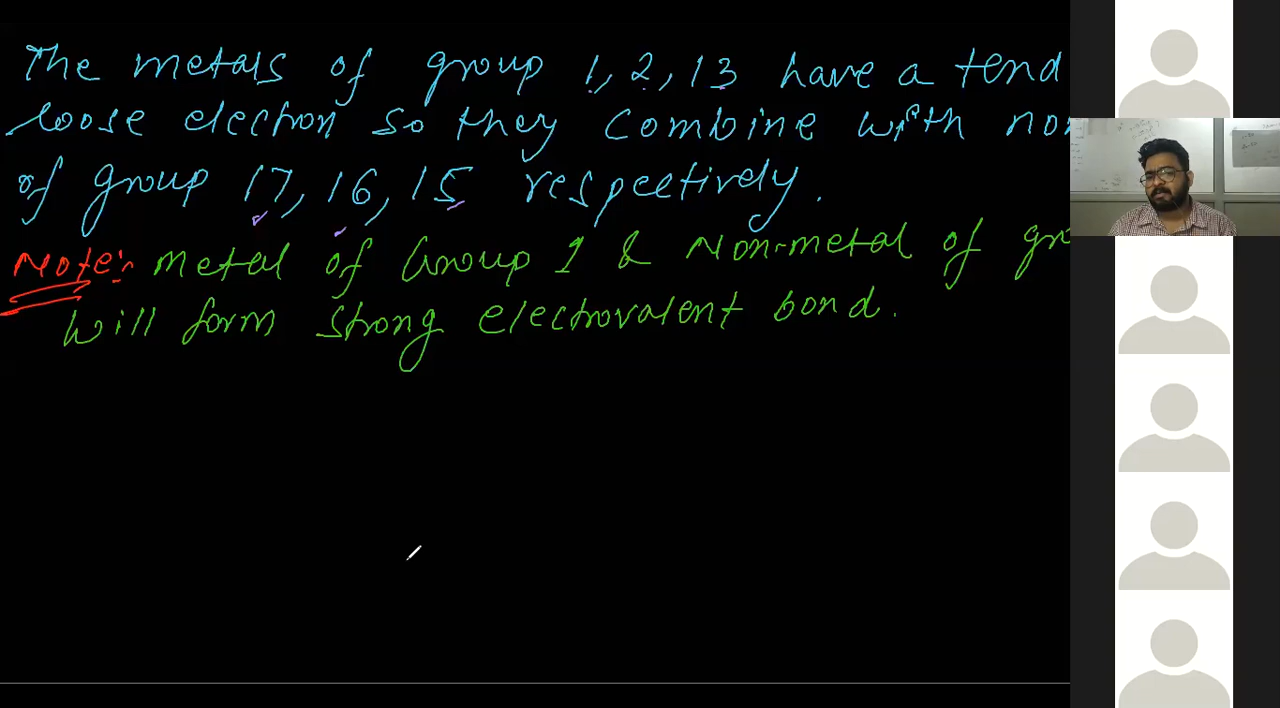 The metals of group 1, 2, 13 have a tend
loose electron so they combine with non
of group 17, 16, 15 respectively.
Note:- metal of Group 1 & Non-metal of gr
will form strong electrovalent bond.